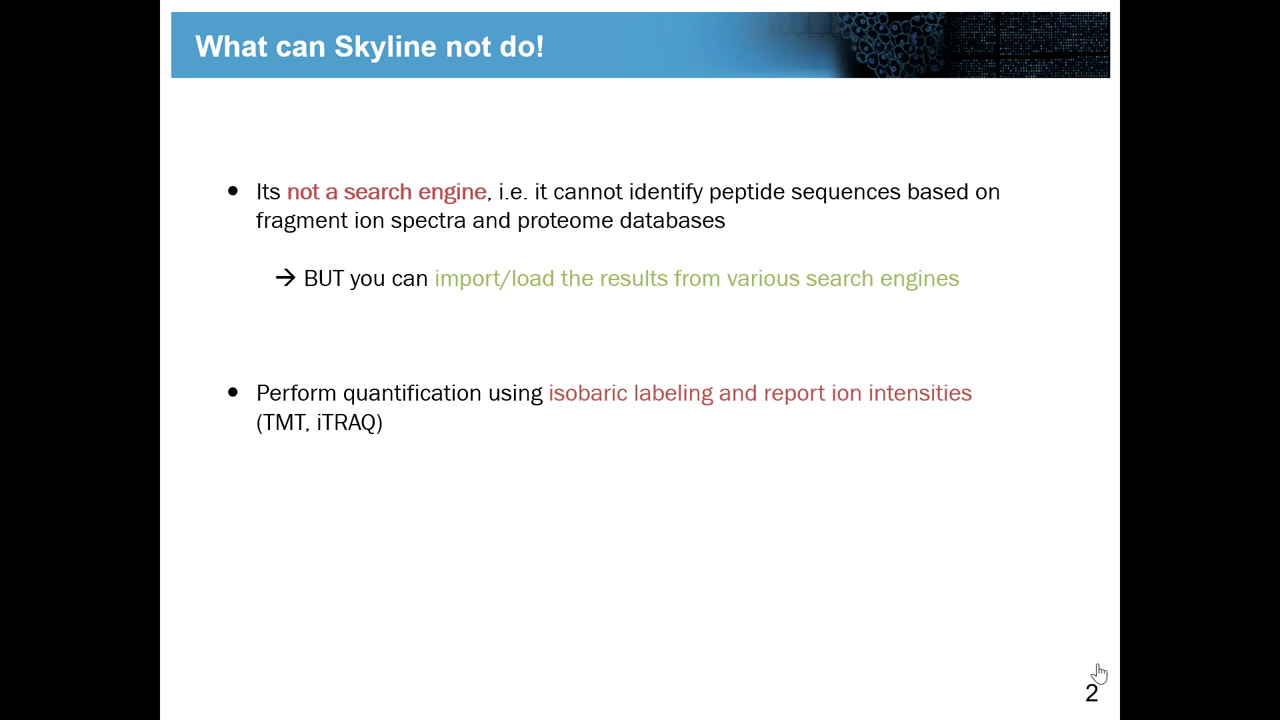 What can Skyline not do!
• Its not a search engine, i.e. it cannot identify peptide sequences based on
fragment ion spectra and proteome databases
→ BUT you can import/load the results from various search engines
• Perform quantification using isobaric labeling and report ion intensities
(TMT, iTRAQ)
2